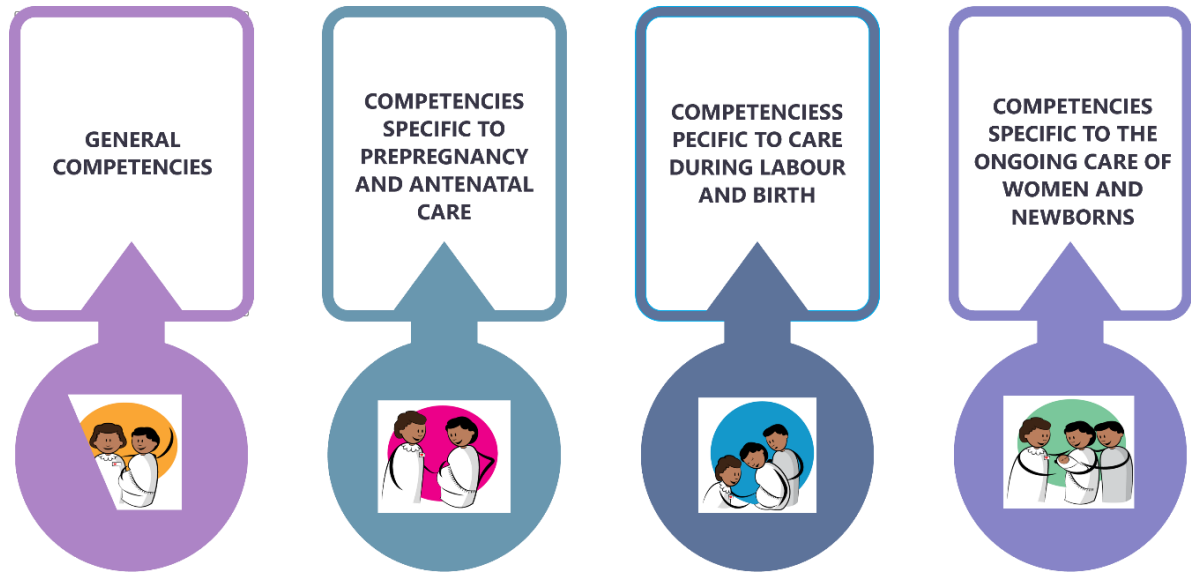 GENERAL
COMPETENCIES
COMPETENCIES
SPECIFIC TO
PREPREGNANCY
AND ANTENATAL
CARE
COMPETENCIESS
PECIFIC TO CARE
DURING LABOUR
AND BIRTH
COMPETENCIES
SPECIFIC TO THE
ONGOING CARE OF
WOMEN AND
NEWBORNS